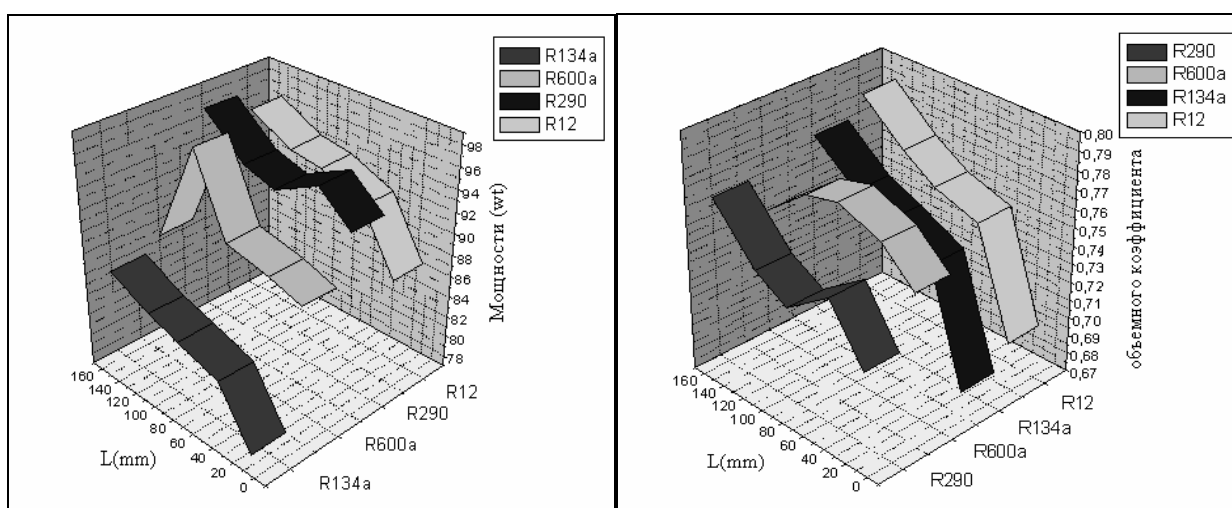 R134a
R600a
R290
R12
98
96
94
92
90
88
86
84
82
80
78
Мощности (wt)
160
140
120
100
80
60
40
20
0
L(mm)
R12
R290
R600a
R134a
R290
R600a
R134a
R12
0,80
0,79
0,78
0,77
0,76
0,75
0,74
0,73
0,72
0,71
0,70
0,69
0,68
0,67
объемного коэффициента
160
140
120
100
80
60
40
20
0
L(mm)
R12
R134a
R600a
R290